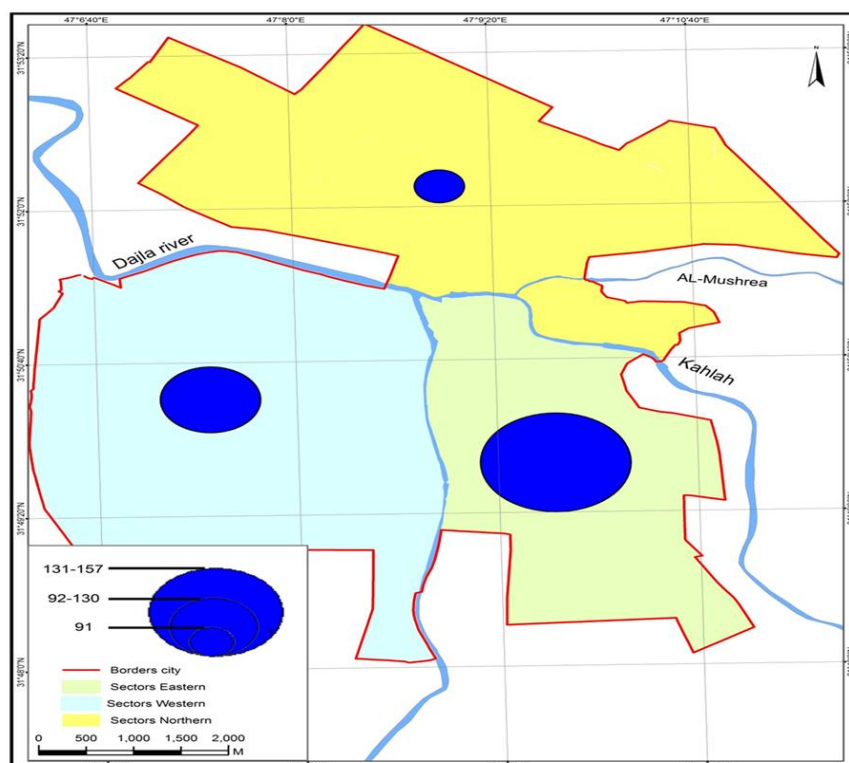 47°6'40"E 47°8'0"E 47°9'20"E 47°10'40"E
31°53'20"N
31°52'0"N
31°50'40"N
31°49'20"N
31°48'0"N
N
Dajla river
AL-Mushrea
Kahlah
131-157
92-130
91
Borders city
Sectors Eastern
Sectors Western
Sectors Northern
0 500 1,000 1,500 2,000
M